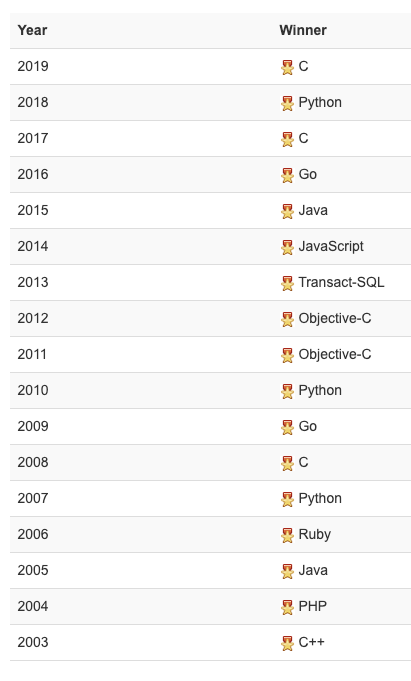 Year Winner
2019 C
2018 Python
2017 C
2016 Go
2015 Java
2014 JavaScript
2013 Transact-SQL
2012 Objective-C
2011 Objective-C
2010 Python
2009 Go
2008 C
2007 Python
2006 Ruby
2005 Java
2004 PHP
2003 C++